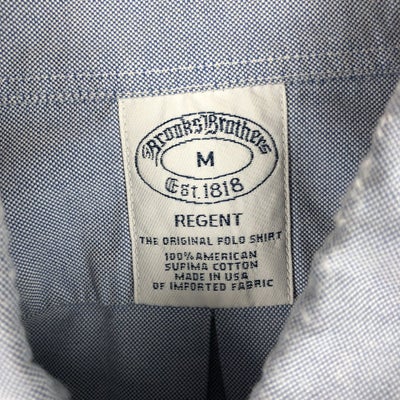 Brooks Brothers
M
Est. 1818
REGENT
THE ORIGINAL POLO SHIRT
100% AMERICAN
SUPIMA COTTON
MADE IN USA
OF IMPORTED FABRIC